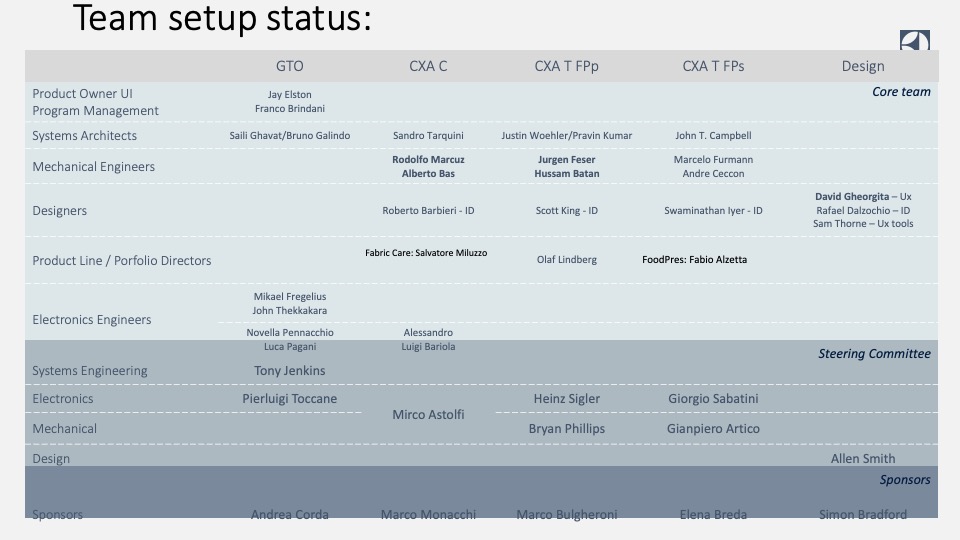 Team setup status:
GTO CXA C CXA T FPp CXA T FPs Design
Core team
Product Owner UI
Program Management
Jay Elston
Franco Brindani
Systems Architects Saili Ghavat/Bruno Galindo Sandro Tarquini Justin Woehler/Pravin Kumar John T. Campbell
Mechanical Engineers
Rodolfo Marcuz
Alberto Bas
Jurgen Feser
Hussam Batan
Marcelo Furmann
Andre Ceccon
Designers Roberto Barbieri - ID Scott King - ID Swaminathan Iyer - ID
David Gheorgita – Ux
Rafael Dalzochio – ID
Sam Thorne – Ux tools
Product Line / Porfolio Directors Fabric Care: Salvatore Miluzzo Olaf Lindberg FoodPres: Fabio Alzetta
Electronics Engineers
Mikael Fregelius
John Thekkakara
Novella Pennacchio
Luca Pagani
Alessandro
Luigi Bariola
Steering Committee
Systems Engineering Tony Jenkins
Electronics Pierluigi Toccane Mirco Astolfi Heinz Sigler Giorgio Sabatini
Mechanical Bryan Phillips Gianpiero Artico
Design Allen Smith
Sponsors
Sponsors Andrea Corda Marco Monacchi Marco Bulgheroni Elena Breda Simon Bradford